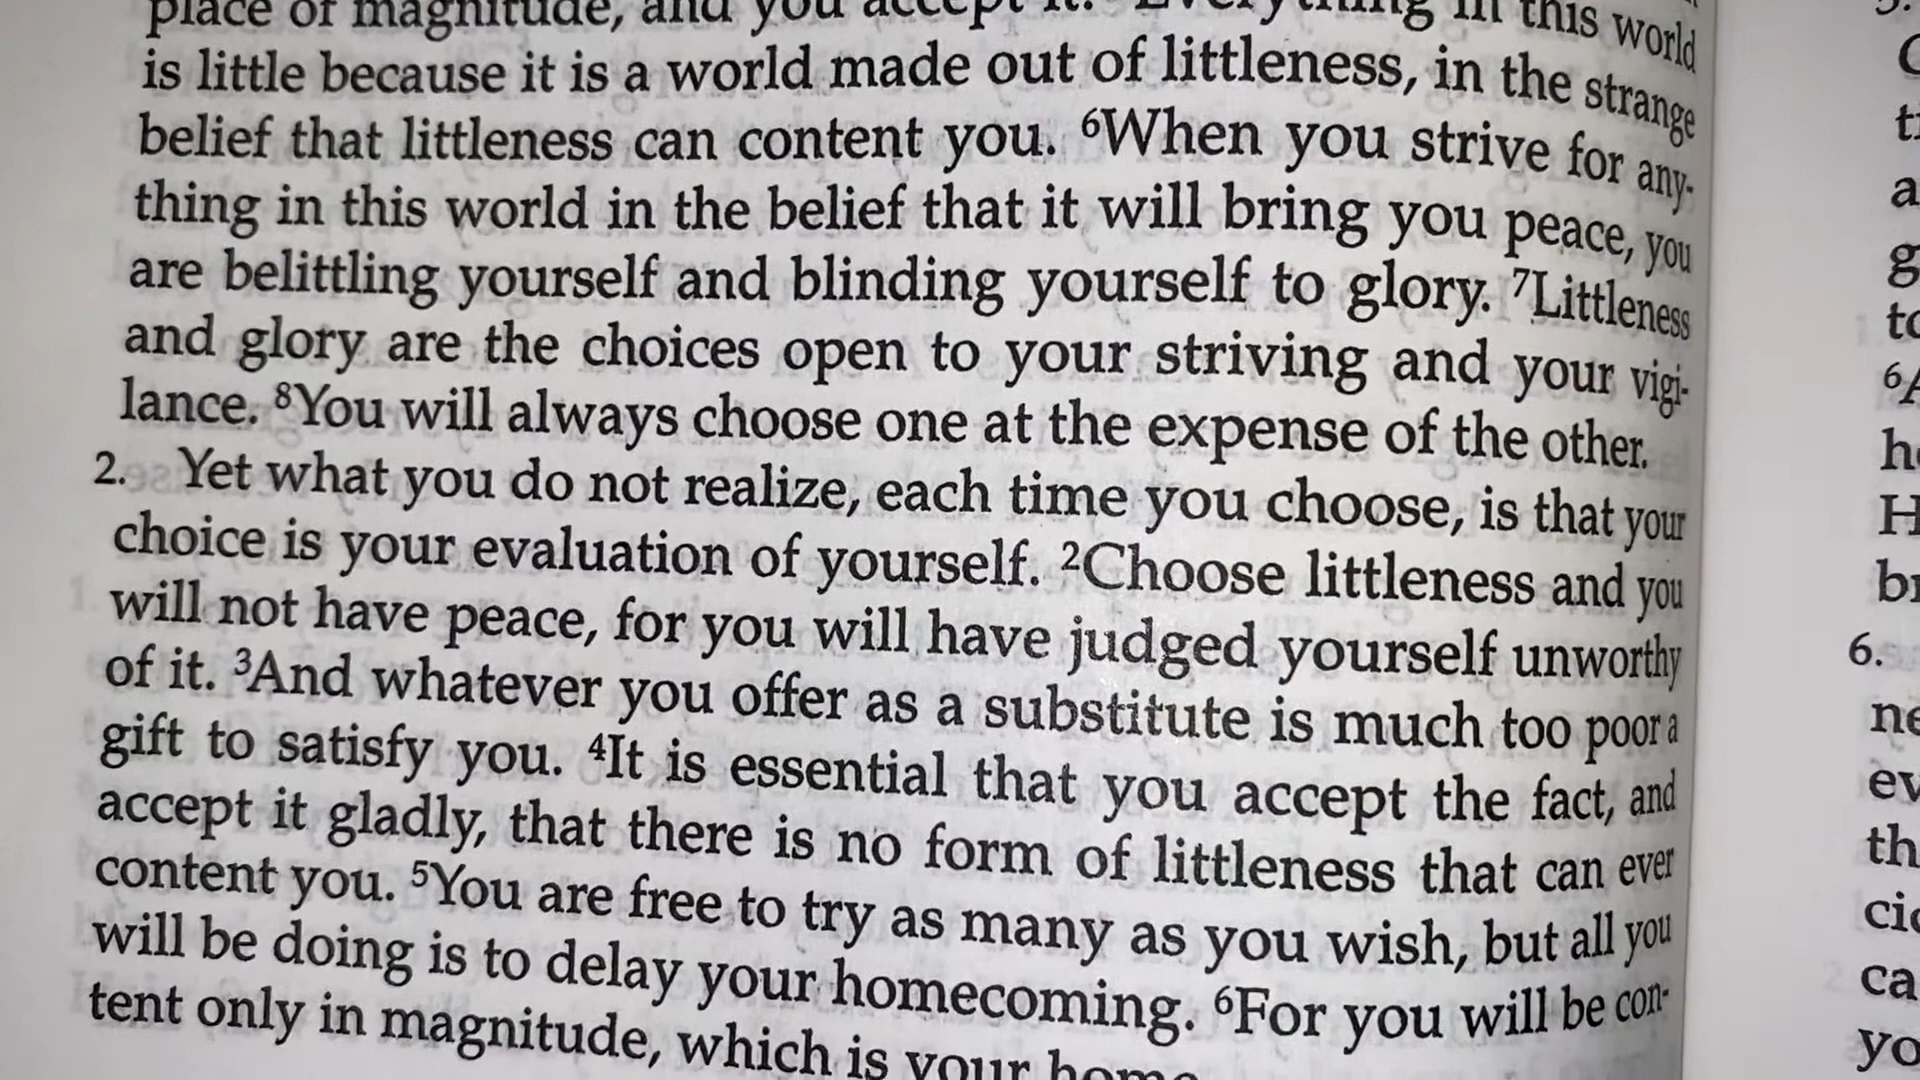 place of magnitude, and you accept it. Everything in this world
is little because it is a world made out of littleness, in the strange
belief that littleness can content you. ⁶When you strive for any-
thing in this world in the belief that it will bring you peace, you
are belittling yourself and blinding yourself to glory. ⁷Littleness
and glory are the choices open to your striving and your vigi-
lance. ⁸You will always choose one at the expense of the other.
2. Yet what you do not realize, each time you choose, is that your
choice is your evaluation of yourself. ²Choose littleness and you
will not have peace, for you will have judged yourself unworthy
of it. ³And whatever you offer as a substitute is much too poor a
gift to satisfy you. ⁴It is essential that you accept the fact, and
accept it gladly, that there is no form of littleness that can ever
content you. ⁵You are free to try as many as you wish, but all you
will be doing is to delay your homecoming. ⁶For you will be con-
tent only in magnitude, which is your home
6.